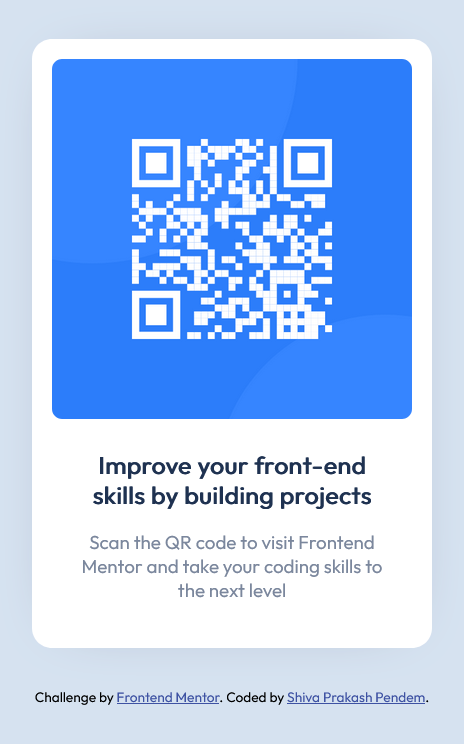 Improve your front-end
skills by building projects
Scan the QR code to visit Frontend
Mentor and take your coding skills to
the next level
Challenge by Frontend Mentor. Coded by Shiva Prakash Pendem.